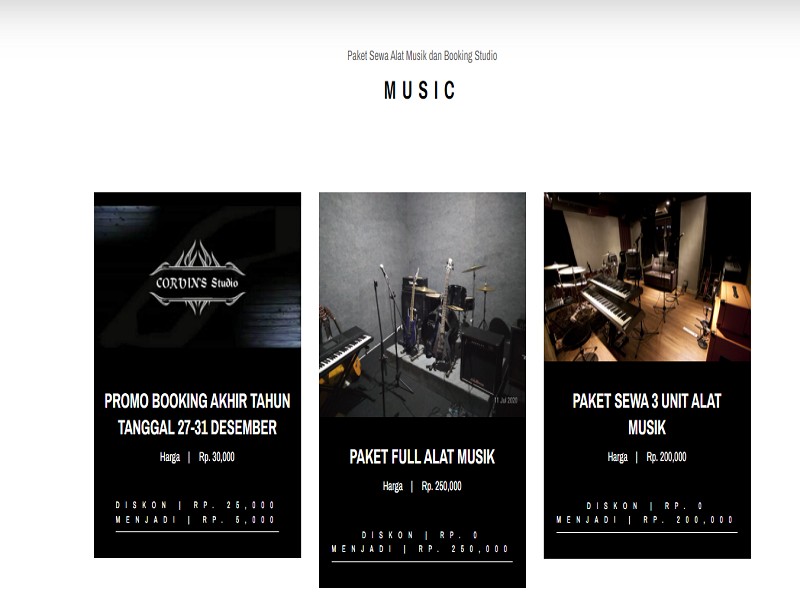 Paket Sewa Alat Musik dan Booking Studio
MUSIC
CORVIN'S Studio
PROMO BOOKING AKHIR TAHUN
TANGGAL 27-31 DESEMBER
Harga | Rp. 30,000
DISKON | RP. 25,000
MENJADI | RP. 5,000
11 Jul 2020
PAKET FULL ALAT MUSIK
Harga | Rp. 250,000
DISKON | RP. 0
MENJADI | RP. 250,000
PAKET SEWA 3 UNIT ALAT
MUSIK
Harga | Rp. 200,000
DISKON | RP. 0
MENJADI | RP. 200,000